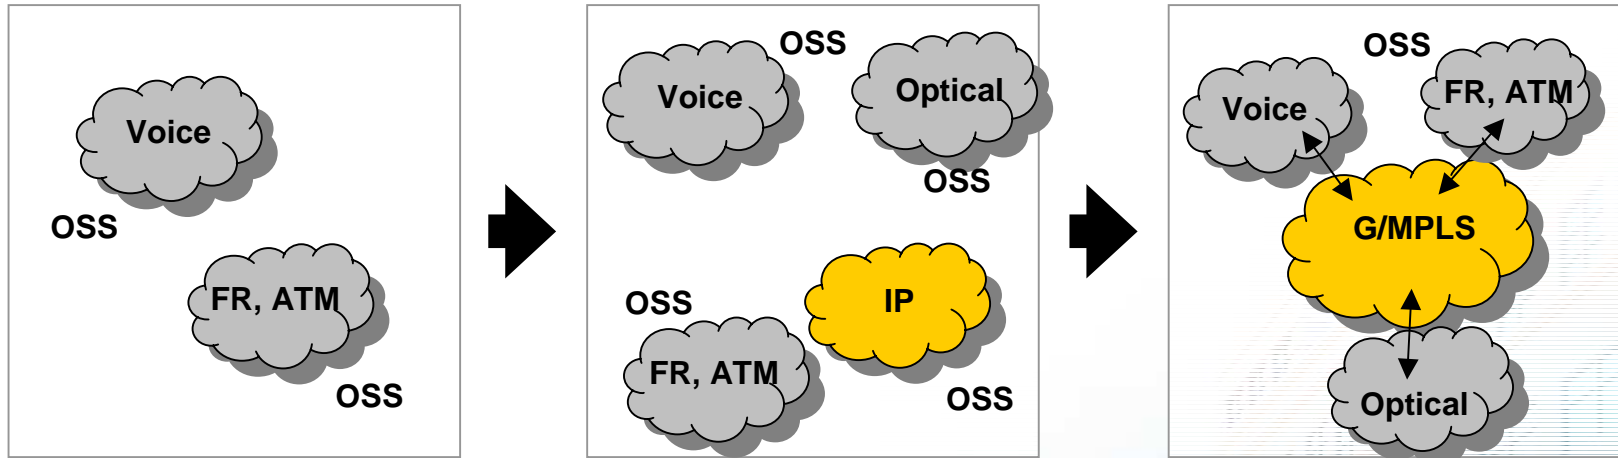 Voice
OSS
FR, ATM
OSS
OSS
Voice
Optical
OSS
OSS
IP
FR, ATM
OSS
OSS
FR, ATM
Voice
G/MPLS
Optical